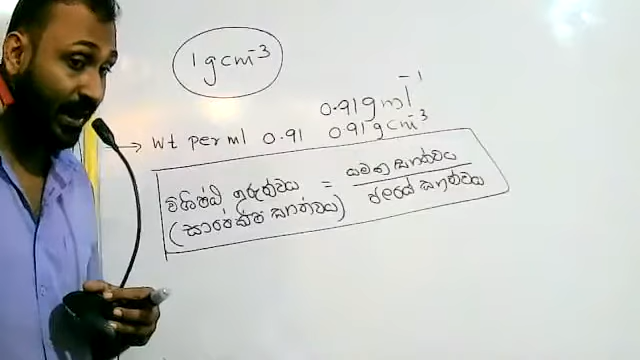 1 g cm⁻³
0.91 g ml⁻¹
→ wt per ml 0.91 0.91 g cm⁻³
විශිෂ්ඨ ගුරුත්වය = යමක ඝනත්වය
(සාපේක්ෂ ඝනත්වය) ජලයේ ඝනත්වය